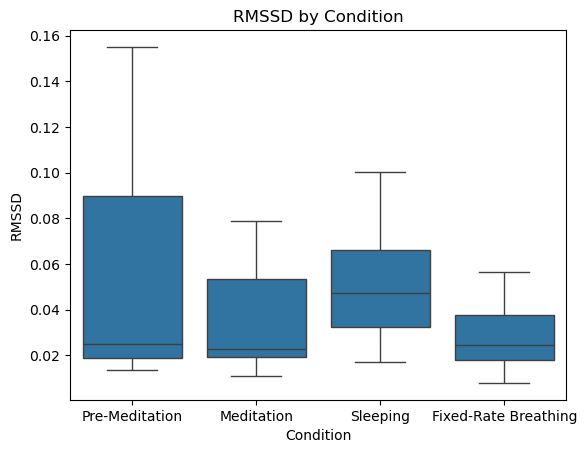 RMSSD by Condition
0.16
0.14
0.12
0.10
0.08
0.06
0.04
0.02
RMSSD
Pre-Meditation Meditation Sleeping Fixed-Rate Breathing
Condition